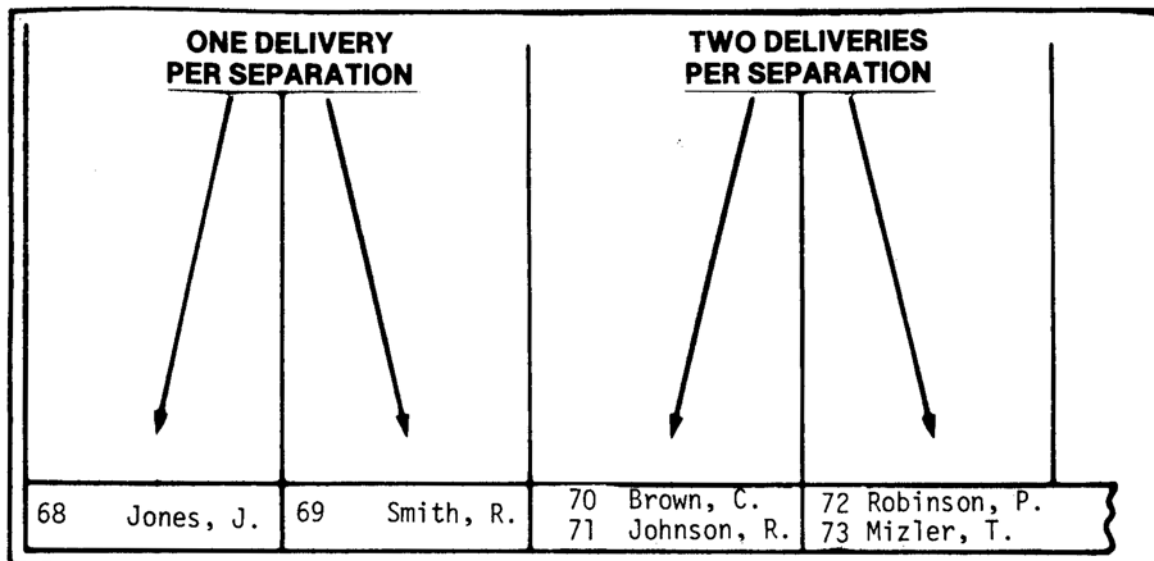 ONE DELIVERY
PER SEPARATION
TWO DELIVERIES
PER SEPARATION
68 Jones, J.
69 Smith, R.
70 Brown, C.
71 Johnson, R.
72 Robinson, P.
73 Mizler, T.